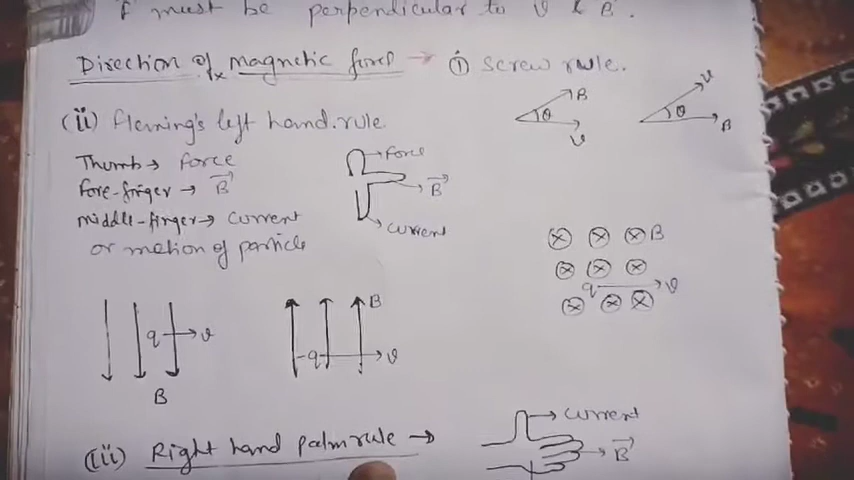 F must be perpendicular to v & B.
Direction of magnetic force → (i) screw rule.
B
θ
v
v
θ
B
(ii) Fleming's left hand rule
Thumb → force
Fore-finger → B
middle-finger → current
or motion of particle
force
B
current
B
q
v
q
v
B
B
q
v
(iii) Right hand palm rule →
current
B